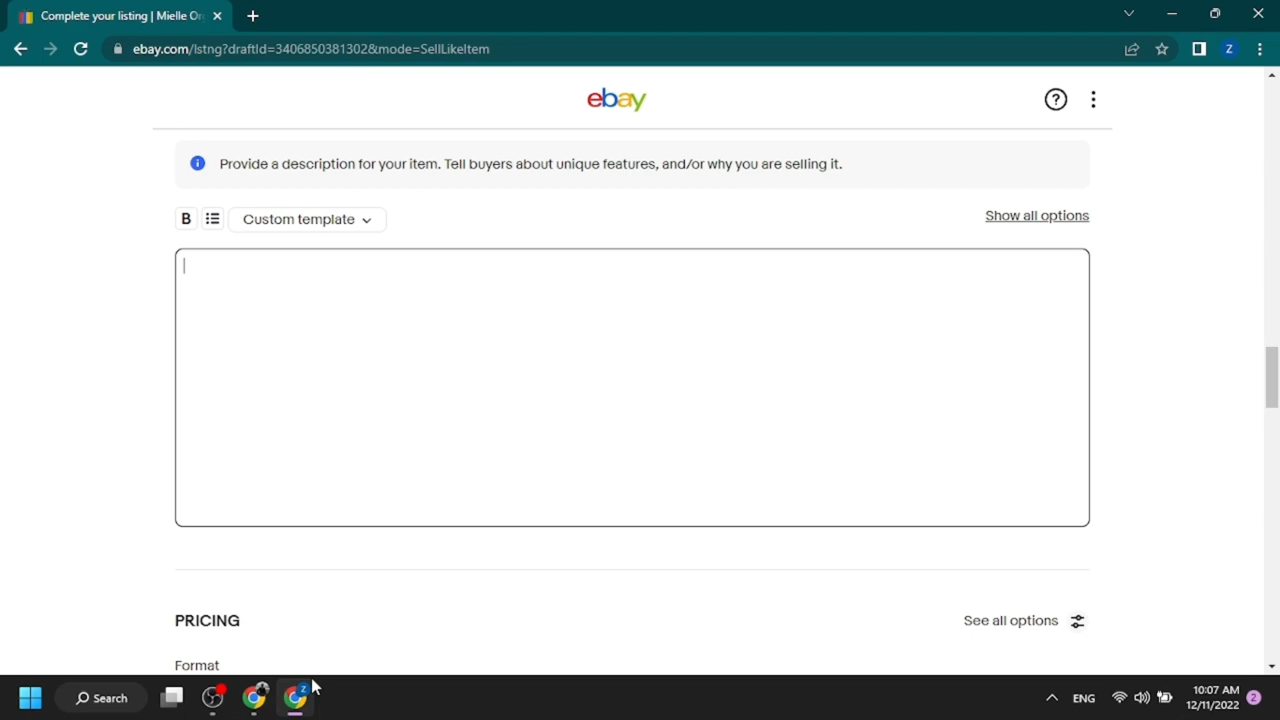 Complete your listing | Mielle Or
ebay.com/lstng?draftId=3406850381302&mode=SellLikeItem
Z
ebay
?
Provide a description for your item. Tell buyers about unique features, and/or why you are selling it.
B
Custom template
Show all options
PRICING
See all options
Format
Search
Z
ENG
10:07 AM
12/11/2022
2